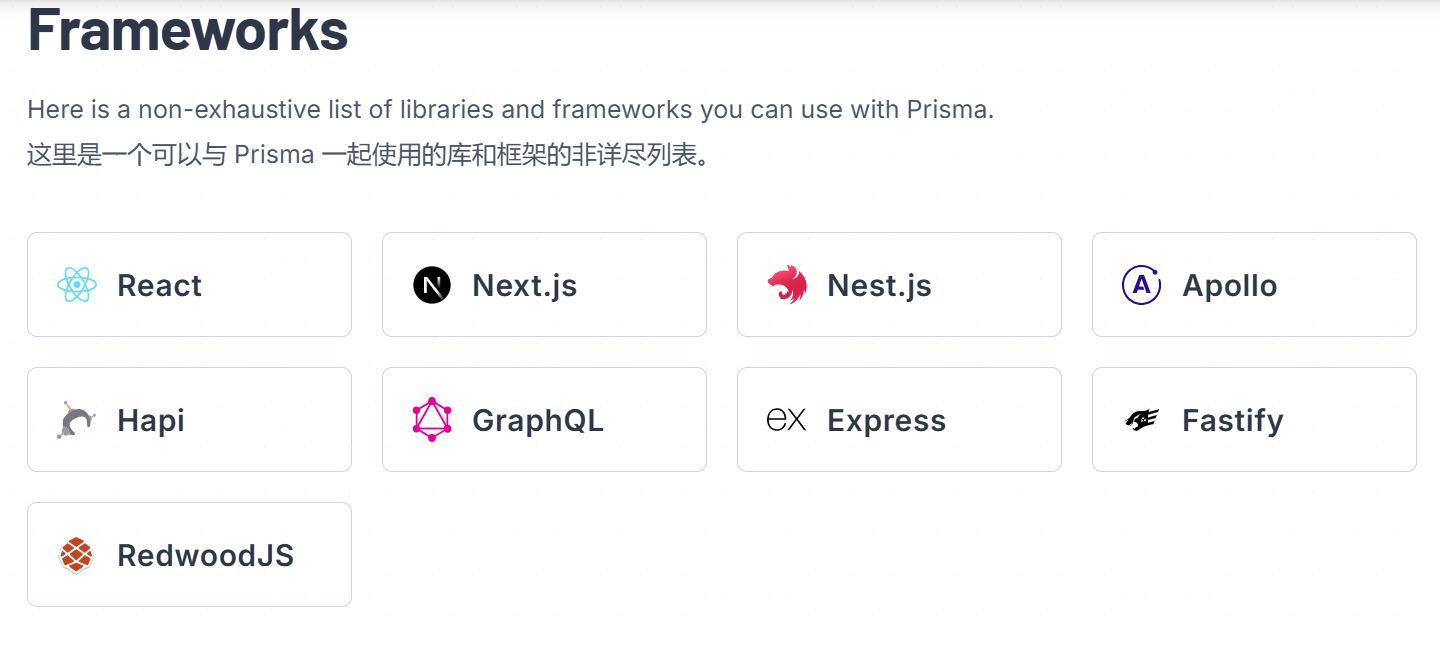 Frameworks
Here is a non-exhaustive list of libraries and frameworks you can use with Prisma.
这里是一个可以与 Prisma 一起使用的库和框架的非详尽列表。
React
N Next.js
Nest.js
A Apollo
Hapi
GraphQL
ex Express
Fastify
RedwoodJS